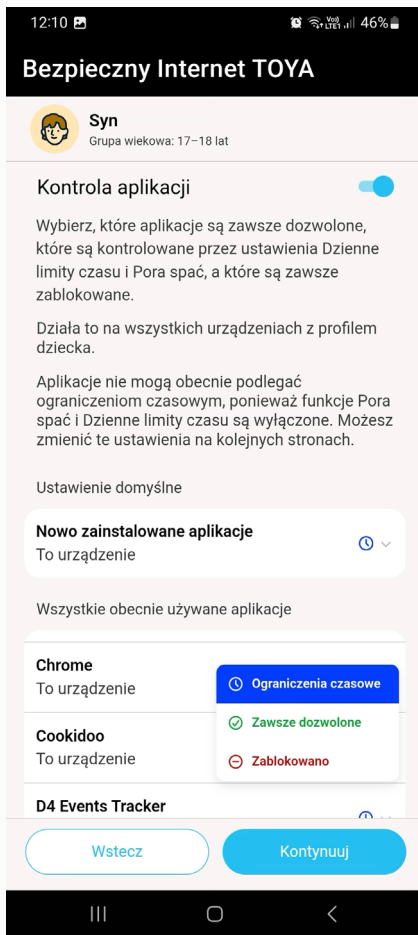 12:10
Vo)) LTE1 46%
Bezpieczny Internet TOYA
Syn
Grupa wiekowa: 17–18 lat
Kontrola aplikacji
Wybierz, które aplikacje są zawsze dozwolone,
które są kontrolowane przez ustawienia Dzienne
limity czasu i Pora spać, a które są zawsze
zablokowane.
Działa to na wszystkich urządzeniach z profilem
dziecka.
Aplikacje nie mogą obecnie podlegać
ograniczeniom czasowym, ponieważ funkcje Pora
spać i Dzienne limity czasu są wyłączone. Możesz
zmienić te ustawienia na kolejnych stronach.
Ustawienie domyślne
Nowo zainstalowane aplikacje
To urządzenie
Wszystkie obecnie używane aplikacje
Chrome
To urządzenie
Ograniczenia czasowe
Zawsze dozwolone
Zablokowano
Cookidoo
To urządzenie
D4 Events Tracker
Wstecz
Kontynuuj